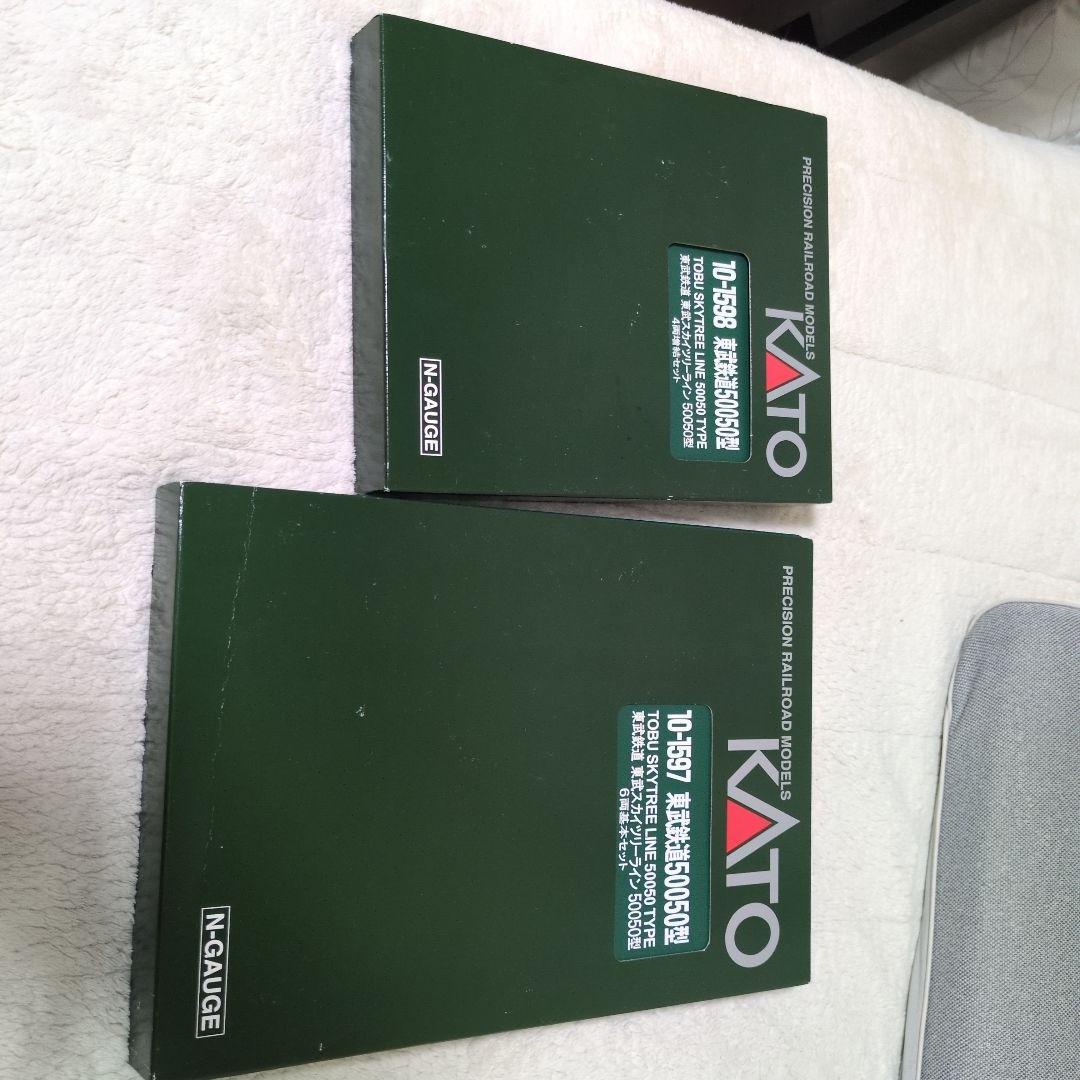 PRECISION RAILROAD MODELS
KATO
10-1598 東武鉄道50050型
TOBU SKYTREE LINE 50050 TYPE
東武鉄道 東武スカイツリーライン 50050型
4両増結セット
N-GAUGE
PRECISION RAILROAD MODELS
KATO
10-1597 東武鉄道50050型
TOBU SKYTREE LINE 50050 TYPE
東武鉄道 東武スカイツリーライン 50050型
6両基本セット
N-GAUGE